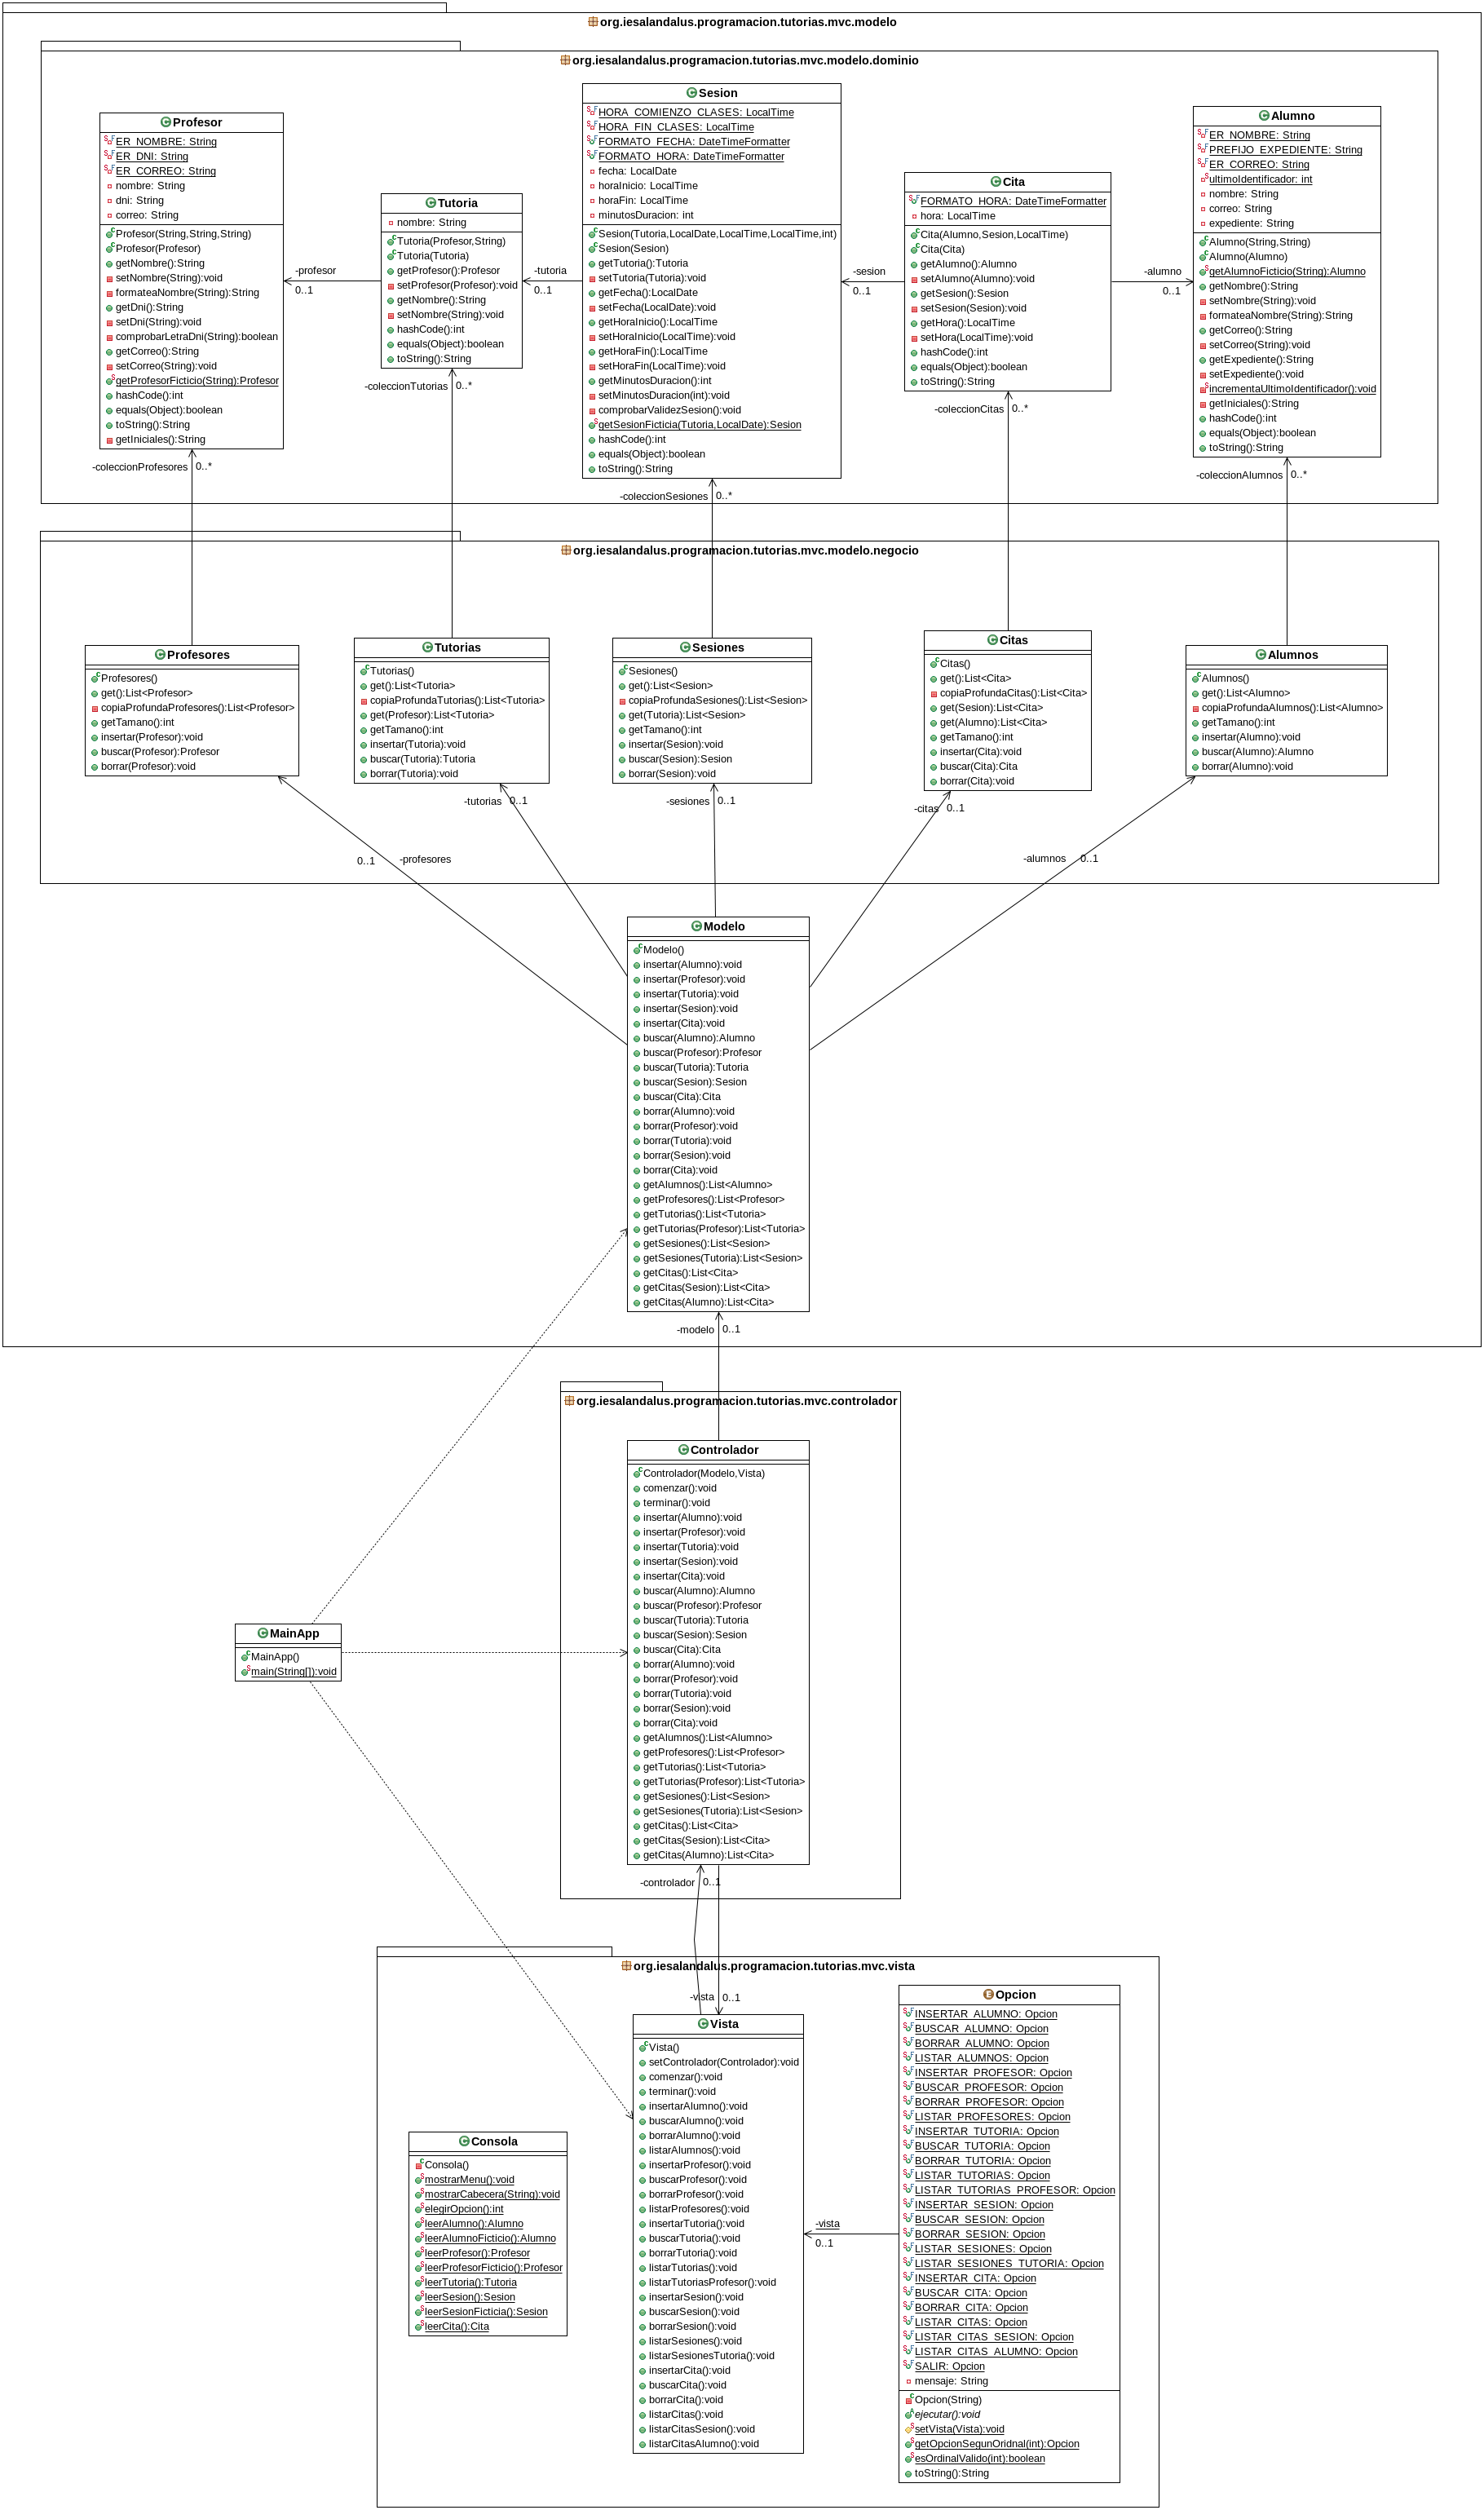 org.iesalandalus.programacion.tutorias.mvc.modelo
org.iesalandalus.programacion.tutorias.mvc.modelo.dominio
Profesor
ER_NOMBRE: String
ER_DNI: String
ER_CORREO: String
nombre: String
dni: String
correo: String
Profesor(String,String,String)
Profesor(Profesor)
getNombre():String
setNombre(String):void
formateaNombre(String):String
getDni():String
setDni(String):void
comprobarLetraDni(String):boolean
getCorreo():String
setCorreo(String):void
getProfesorFicticio(String):Profesor
hashCode():int
equals(Object):boolean
toString():String
getIniciales():String
-profesor
0..1
Tutoria
nombre: String
Tutoria(Profesor,String)
Tutoria(Tutoria)
getProfesor():Profesor
setProfesor(Profesor):void
getNombre():String
setNombre(String):void
hashCode():int
equals(Object):boolean
toString():String
-tutoria
0..1
Sesion
HORA_COMIENZO_CLASES: LocalTime
HORA_FIN_CLASES: LocalTime
FORMATO_FECHA: DateTimeFormatter
FORMATO_HORA: DateTimeFormatter
fecha: LocalDate
horaInicio: LocalTime
horaFin: LocalTime
minutosDuracion: int
Sesion(Tutoria,LocalDate,LocalTime,LocalTime,int)
Sesion(Sesion)
getTutoria():Tutoria
setTutoria(Tutoria):void
getFecha():LocalDate
setFecha(LocalDate):void
getHoraInicio():LocalTime
setHoraInicio(LocalTime):void
getHoraFin():LocalTime
setHoraFin(LocalTime):void
getMinutosDuracion():int
setMinutosDuracion(int):void
comprobarValidezSesion():void
getSesionFicticia(Tutoria,LocalDate):Sesion
hashCode():int
equals(Object):boolean
toString():String
-sesion
0..1
Cita
FORMATO_HORA: DateTimeFormatter
hora: LocalTime
Cita(Alumno,Sesion,LocalTime)
Cita(Cita)
getAlumno():Alumno
setAlumno(Alumno):void
getSesion():Sesion
setSesion(Sesion):void
getHora():LocalTime
setHora(LocalTime):void
hashCode():int
equals(Object):boolean
toString():String
-alumno
0..1
Alumno
ER_NOMBRE: String
PREFIJO_EXPEDIENTE: String
ER_CORREO: String
ultimoIdentificador: int
nombre: String
correo: String
expediente: String
Alumno(String,String)
Alumno(Alumno)
getAlumnoFicticio(String):Alumno
getNombre():String
setNombre(String):void
formateaNombre(String):String
getCorreo():String
setCorreo(String):void
getExpediente():String
setExpediente():void
incrementaUltimoIdentificador():void
getIniciales():String
hashCode():int
equals(Object):boolean
toString():String
-coleccionProfesores 0..*
-coleccionTutorias 0..*
-coleccionSesiones 0..*
-coleccionCitas 0..*
-coleccionAlumnos 0..*
org.iesalandalus.programacion.tutorias.mvc.modelo.negocio
Profesores
Profesores()
get():List<Profesor>
copiaProfundaProfesores():List<Profesor>
getTamano():int
insertar(Profesor):void
buscar(Profesor):Profesor
borrar(Profesor):void
Tutorias
Tutorias()
get():List<Tutoria>
copiaProfundaTutorias():List<Tutoria>
get(Profesor):List<Tutoria>
getTamano():int
insertar(Tutoria):void
buscar(Tutoria):Tutoria
borrar(Tutoria):void
Sesiones
Sesiones()
get():List<Sesion>
copiaProfundaSesiones():List<Sesion>
get(Tutoria):List<Sesion>
getTamano():int
insertar(Sesion):void
buscar(Sesion):Sesion
borrar(Sesion):void
Citas
Citas()
get():List<Cita>
copiaProfundaCitas():List<Cita>
get(Sesion):List<Cita>
get(Alumno):List<Cita>
getTamano():int
insertar(Cita):void
buscar(Cita):Cita
borrar(Cita):void
Alumnos
Alumnos()
get():List<Alumno>
copiaProfundaAlumnos():List<Alumno>
getTamano():int
insertar(Alumno):void
buscar(Alumno):Alumno
borrar(Alumno):void
-tutorias 0..1
-sesiones 0..1
-citas 0..1
0..1 -profesores
-alumnos 0..1
Modelo
Modelo()
insertar(Alumno):void
insertar(Profesor):void
insertar(Tutoria):void
insertar(Sesion):void
insertar(Cita):void
buscar(Alumno):Alumno
buscar(Profesor):Profesor
buscar(Tutoria):Tutoria
buscar(Sesion):Sesion
buscar(Cita):Cita
borrar(Alumno):void
borrar(Profesor):void
borrar(Tutoria):void
borrar(Sesion):void
borrar(Cita):void
getAlumnos():List<Alumno>
getProfesores():List<Profesor>
getTutorias():List<Tutoria>
getTutorias(Profesor):List<Tutoria>
getSesiones():List<Sesion>
getSesiones(Tutoria):List<Sesion>
getCitas():List<Cita>
getCitas(Sesion):List<Cita>
getCitas(Alumno):List<Cita>
-modelo 0..1
org.iesalandalus.programacion.tutorias.mvc.controlador
Controlador
Controlador(Modelo,Vista)
comenzar():void
terminar():void
insertar(Alumno):void
insertar(Profesor):void
insertar(Tutoria):void
insertar(Sesion):void
insertar(Cita):void
buscar(Alumno):Alumno
buscar(Profesor):Profesor
buscar(Tutoria):Tutoria
buscar(Sesion):Sesion
buscar(Cita):Cita
borrar(Alumno):void
borrar(Profesor):void
borrar(Tutoria):void
borrar(Sesion):void
borrar(Cita):void
getAlumnos():List<Alumno>
getProfesores():List<Profesor>
getTutorias():List<Tutoria>
getTutorias(Profesor):List<Tutoria>
getSesiones():List<Sesion>
getSesiones(Tutoria):List<Sesion>
getCitas():List<Cita>
getCitas(Sesion):List<Cita>
getCitas(Alumno):List<Cita>
MainApp
MainApp()
main(String[]):void
-controlador 0..1
org.iesalandalus.programacion.tutorias.mvc.vista
-vista 0..1
Vista
Vista()
setControlador(Controlador):void
comenzar():void
terminar():void
insertarAlumno():void
buscarAlumno():void
borrarAlumno():void
listarAlumnos():void
insertarProfesor():void
buscarProfesor():void
borrarProfesor():void
listarProfesores():void
insertarTutoria():void
buscarTutoria():void
borrarTutoria():void
listarTutorias():void
listarTutoriasProfesor():void
insertarSesion():void
buscarSesion():void
borrarSesion():void
listarSesiones():void
listarSesionesTutoria():void
insertarCita():void
buscarCita():void
borrarCita():void
listarCitas():void
listarCitasSesion():void
listarCitasAlumno():void
Consola
Consola()
mostrarMenu():void
mostrarCabecera(String):void
elegirOpcion():int
leerAlumno():Alumno
leerAlumnoFicticio():Alumno
leerProfesor():Profesor
leerProfesorFicticio():Profesor
leerTutoria():Tutoria
leerSesion():Sesion
leerSesionFicticia():Sesion
leerCita():Cita
-vista
0..1
Opcion
INSERTAR_ALUMNO: Opcion
BUSCAR_ALUMNO: Opcion
BORRAR_ALUMNO: Opcion
LISTAR_ALUMNOS: Opcion
INSERTAR_PROFESOR: Opcion
BUSCAR_PROFESOR: Opcion
BORRAR_PROFESOR: Opcion
LISTAR_PROFESORES: Opcion
INSERTAR_TUTORIA: Opcion
BUSCAR_TUTORIA: Opcion
BORRAR_TUTORIA: Opcion
LISTAR_TUTORIAS: Opcion
LISTAR_TUTORIAS_PROFESOR: Opcion
INSERTAR_SESION: Opcion
BUSCAR_SESION: Opcion
BORRAR_SESION: Opcion
LISTAR_SESIONES: Opcion
LISTAR_SESIONES_TUTORIA: Opcion
INSERTAR_CITA: Opcion
BUSCAR_CITA: Opcion
BORRAR_CITA: Opcion
LISTAR_CITAS: Opcion
LISTAR_CITAS_SESION: Opcion
LISTAR_CITAS_ALUMNO: Opcion
SALIR: Opcion
mensaje: String
Opcion(String)
ejecutar():void
setVista(Vista):void
getOpcionSegunOridnal(int):Opcion
esOrdinalValido(int):boolean
toString():String